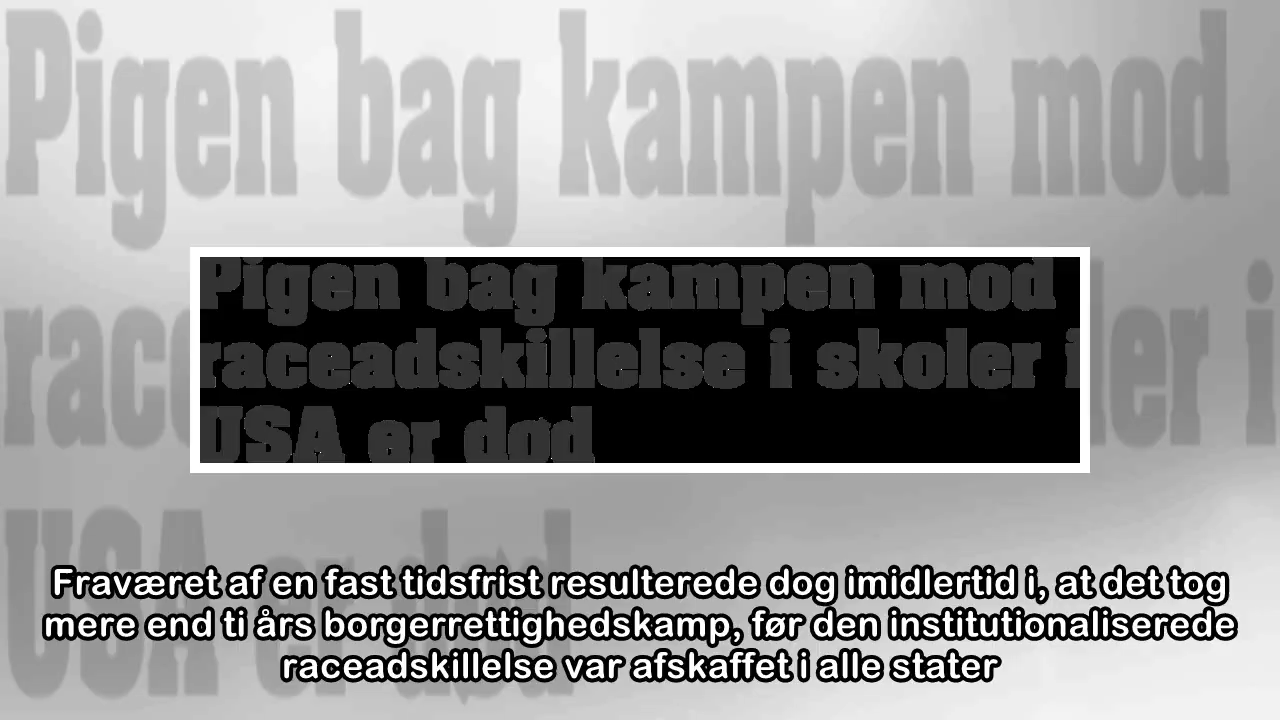 Pigen bag kampen mod
raceadskillelse i skoler i
USA er død
Fraværet af en fast tidsfrist resulterede dog imidlertid i, at det tog
mere end ti års borgerrettighedskamp, før den institutionaliserede
raceadskillelse var afskaffet i alle stater